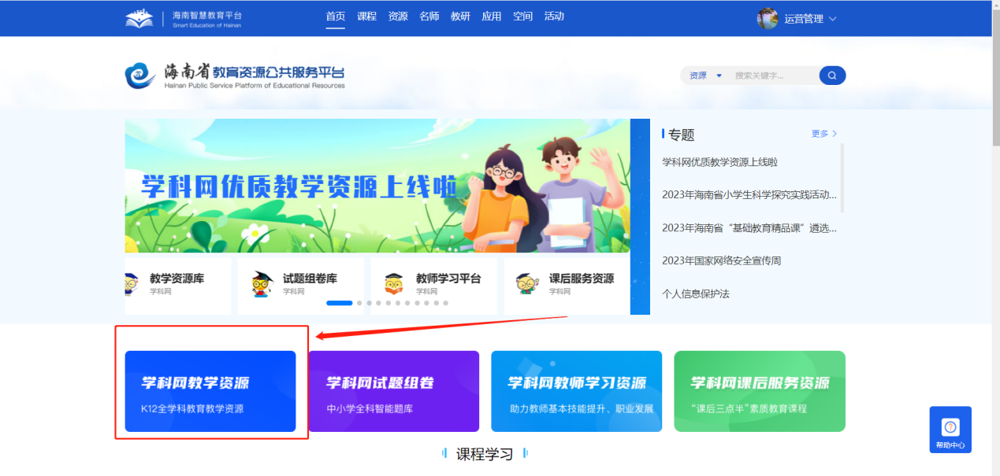 海南智慧教育平台
Smart Education of Hainan
首页 课程 资源 名师 教研 应用 空间 活动
运营管理
海南省教育资源公共服务平台
Hainan Public Service Platform of Educational Resources
资源 搜索关键字...
学科网优质教学资源上线啦
教学资源库
学科网
试题组卷库
学科网
教师学习平台
学科网
课后服务资源
学科网
专题 更多
学科网优质教学资源上线啦
2023年海南省小学生科学探究实践活动...
2023年海南省“基础教育精品课”遴选...
2023年国家网络安全宣传周
个人信息保护法
学科网教学资源
K12全学科教育教学资源
学科网试题组卷
中小学全科智能题库
学科网教师学习资源
助力教师基本技能提升、职业发展
学科网课后服务资源
“课后三点半”素质教育课程
帮助中心
课程学习